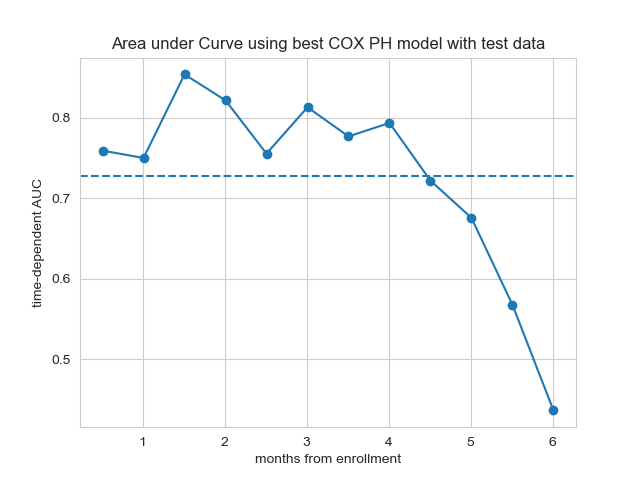 Area under Curve using best COX PH model with test data
time-dependent AUC
0.8
0.7
0.6
0.5
1 2 3 4 5 6
months from enrollment